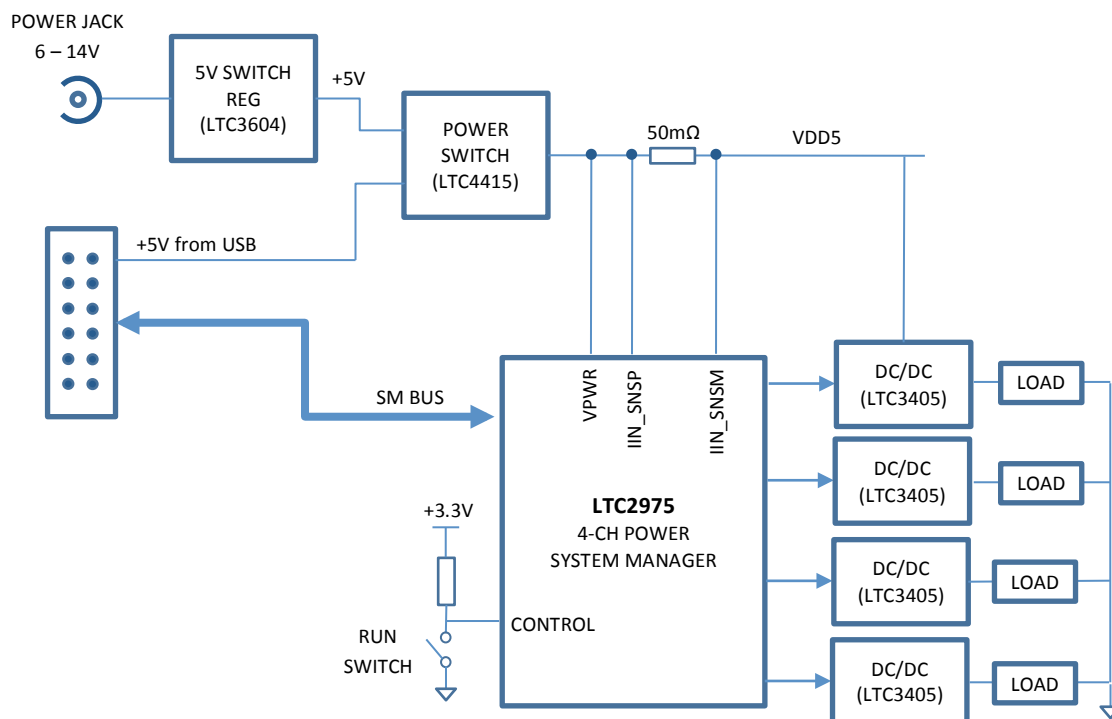 POWER JACK
6 – 14V
5V SWITCH
REG
(LTC3604)
+5V
POWER
SWITCH
(LTC4415)
50mΩ
VDD5
+5V from USB
SM BUS
VPWR
IIN_SNSP
IIN_SNSM
LTC2975
4-CH POWER
SYSTEM MANAGER
+3.3V
CONTROL
RUN
SWITCH
DC/DC
(LTC3405)
LOAD
DC/DC
(LTC3405)
LOAD
DC/DC
(LTC3405)
LOAD
DC/DC
(LTC3405)
LOAD